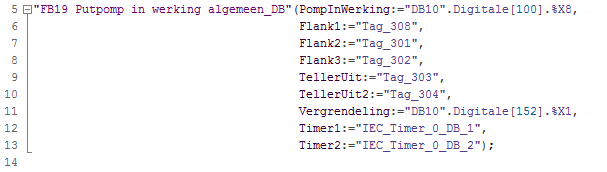 5 "FB19 Putpomp in werking algemeen_DB"(PompInWerking:="DB10".Digitale[100].%X8,
6 Flank1:="Tag_308",
7 Flank2:="Tag_301",
8 Flank3:="Tag_302",
9 TellerUit:="Tag_303",
10 TellerUit2:="Tag_304",
11 Vergrendeling:="DB10".Digitale[152].%X1,
12 Timer1:="IEC_Timer_0_DB_1",
13 Timer2:="IEC_Timer_0_DB_2");
14